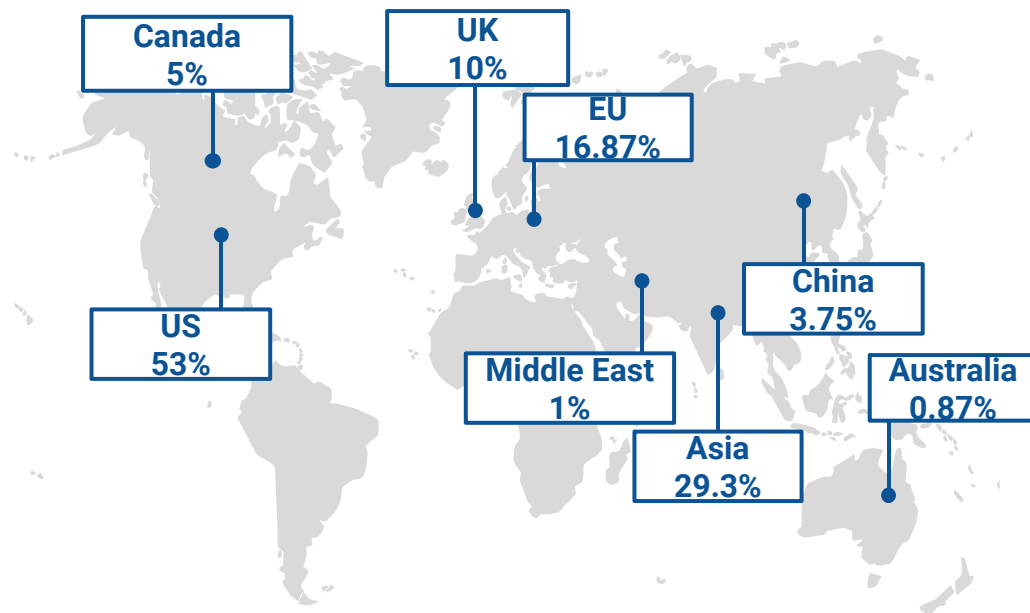 Canada
5%
UK
10%
EU
16.87%
US
53%
China
3.75%
Middle East
1%
Australia
0.87%
Asia
29.3%